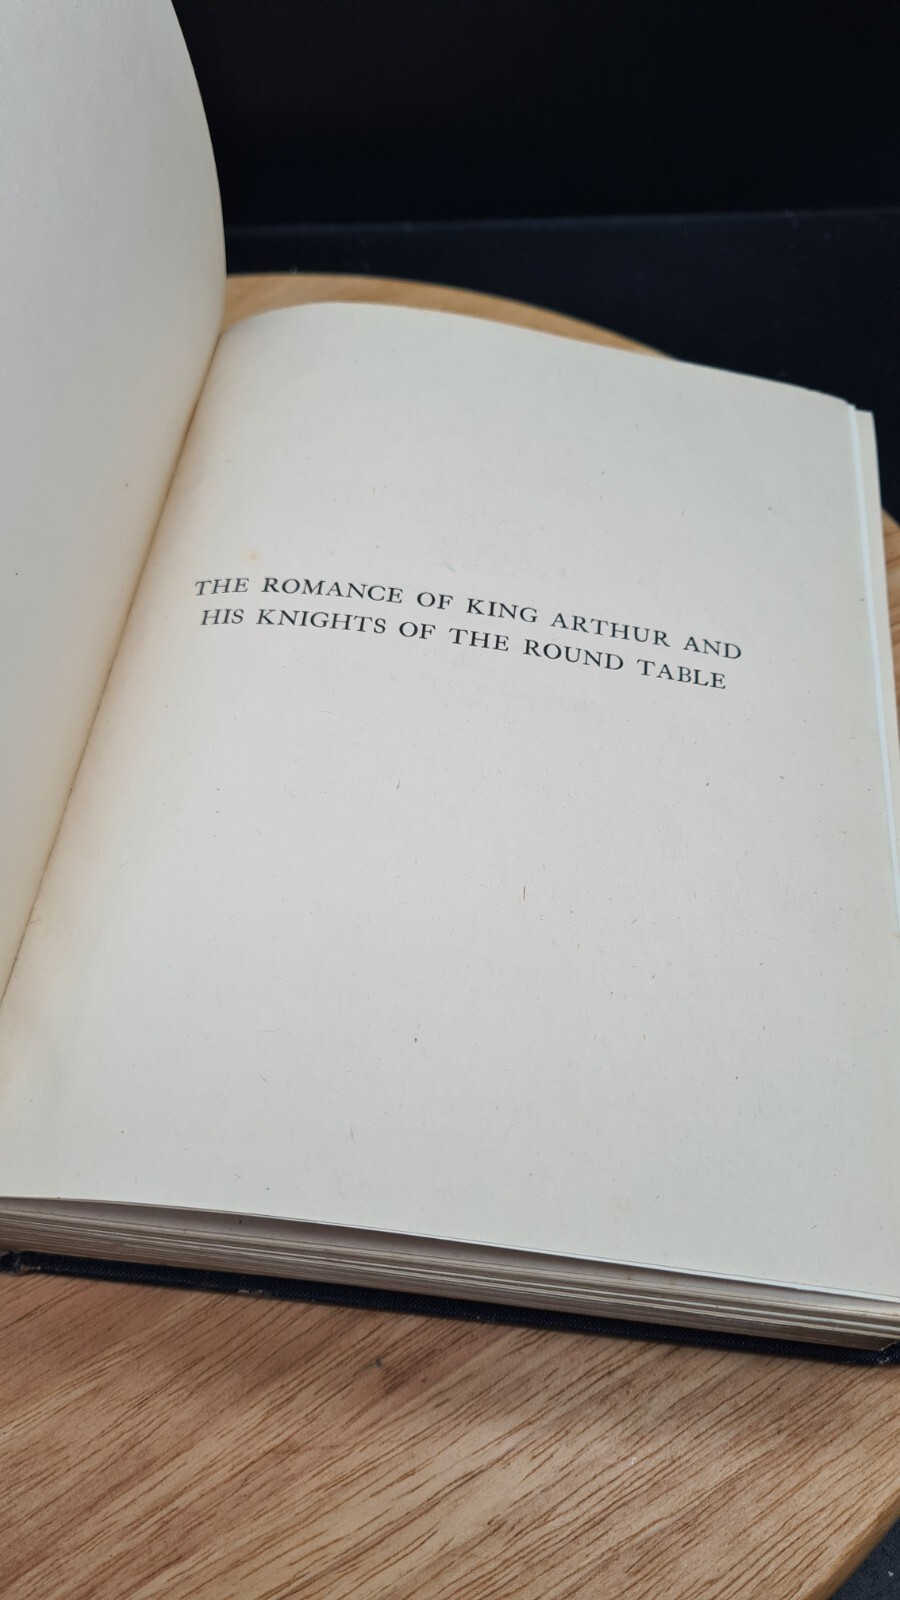 THE ROMANCE OF KING ARTHUR AND
HIS KNIGHTS OF THE ROUND TABLE